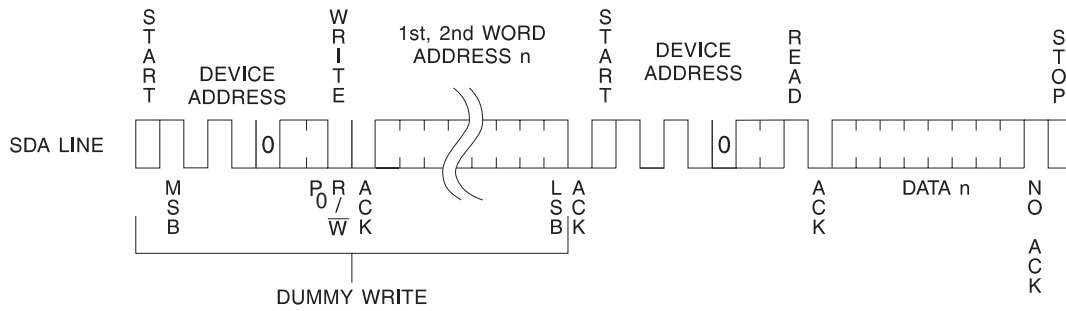 START
WRITE
1st, 2nd WORD
ADDRESS n
START
DEVICE
ADDRESS
READ
STOP
DEVICE
ADDRESS
SDA LINE
0
0
MSB
P0
R/W
ACK
LSB
ACK
ACK
DATA n
NO ACK
DUMMY WRITE